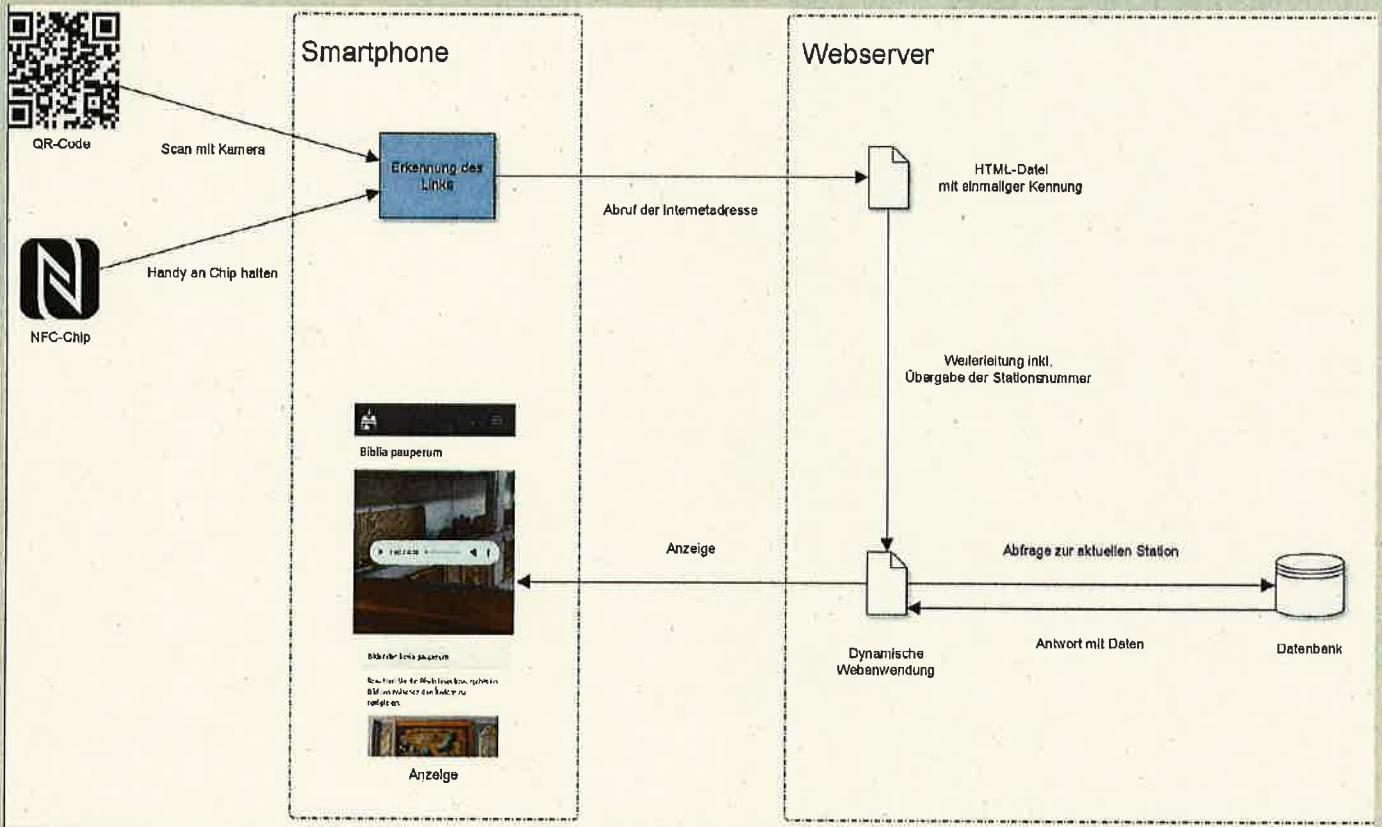 Smartphone
Webserver
QR-Code
Scan mit Kamera
Erkennung des
Links
Abruf der Internetadresse
HTML-Datei
mit einmaliger Kennung
Handy an Chip halten
NFC-Chip
Weiterleitung inkl.
Übergabe der Stationsnummer
Biblia pauperum
Anzeige
Abfrage zur aktuellen Station
Antwort mit Daten
Dynamische
Webanwendung
Datenbank
Anzeige